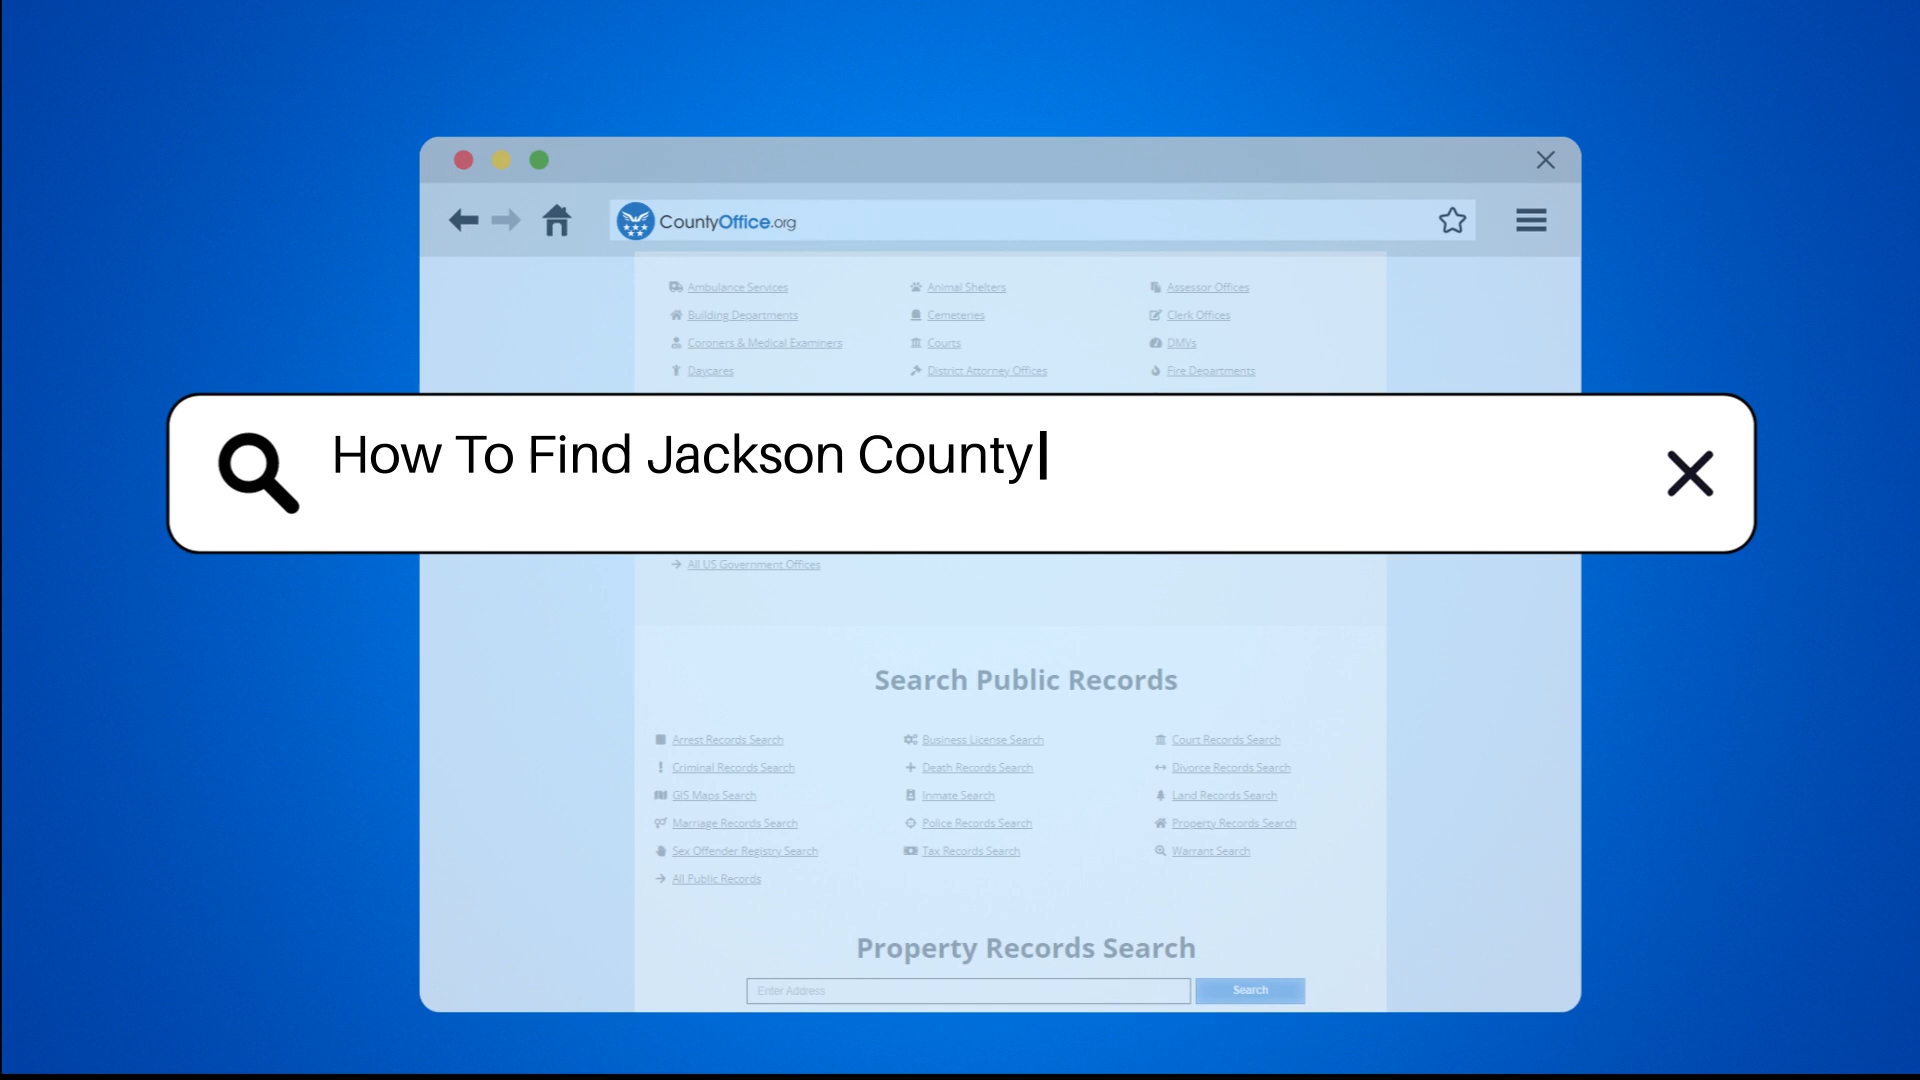 CountyOffice.org
Ambulance Services Animal Shelters Assessor Offices
Building Departments Cemeteries Clerk Offices
Coroners & Medical Examiners Courts DMVs
Daycares District Attorney Offices Fire Departments
How To Find Jackson County
All US Government Offices
Search Public Records
Arrest Records Search Business License Search Court Records Search
Criminal Records Search Death Records Search Divorce Records Search
GIS Maps Search Inmate Search Land Records Search
Marriage Records Search Police Records Search Property Records Search
Sex Offender Registry Search Tax Records Search Warrant Search
All Public Records
Property Records Search
Enter Address Search